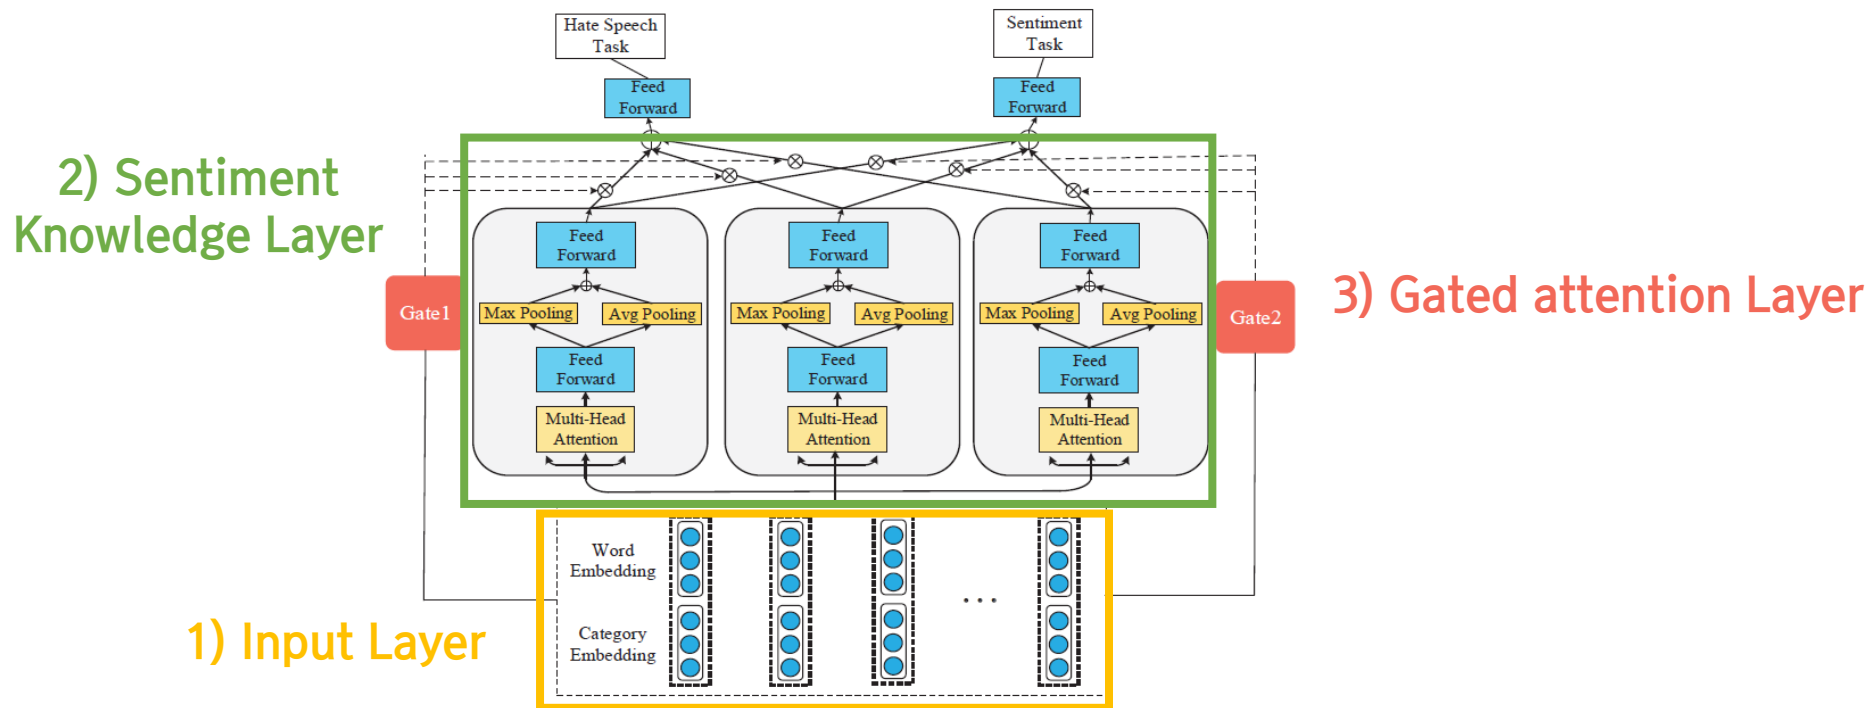 Hate Speech
Task
Sentiment
Task
Feed
Forward
Feed
Forward
2) Sentiment
Knowledge Layer
Feed
Forward
Feed
Forward
Feed
Forward
Gate1
Max Pooling
Avg Pooling
Max Pooling
Avg Pooling
Max Pooling
Avg Pooling
Gate2
3) Gated attention Layer
Feed
Forward
Feed
Forward
Feed
Forward
Multi-Head
Attention
Multi-Head
Attention
Multi-Head
Attention
Word
Embedding
...
1) Input Layer
Category
Embedding